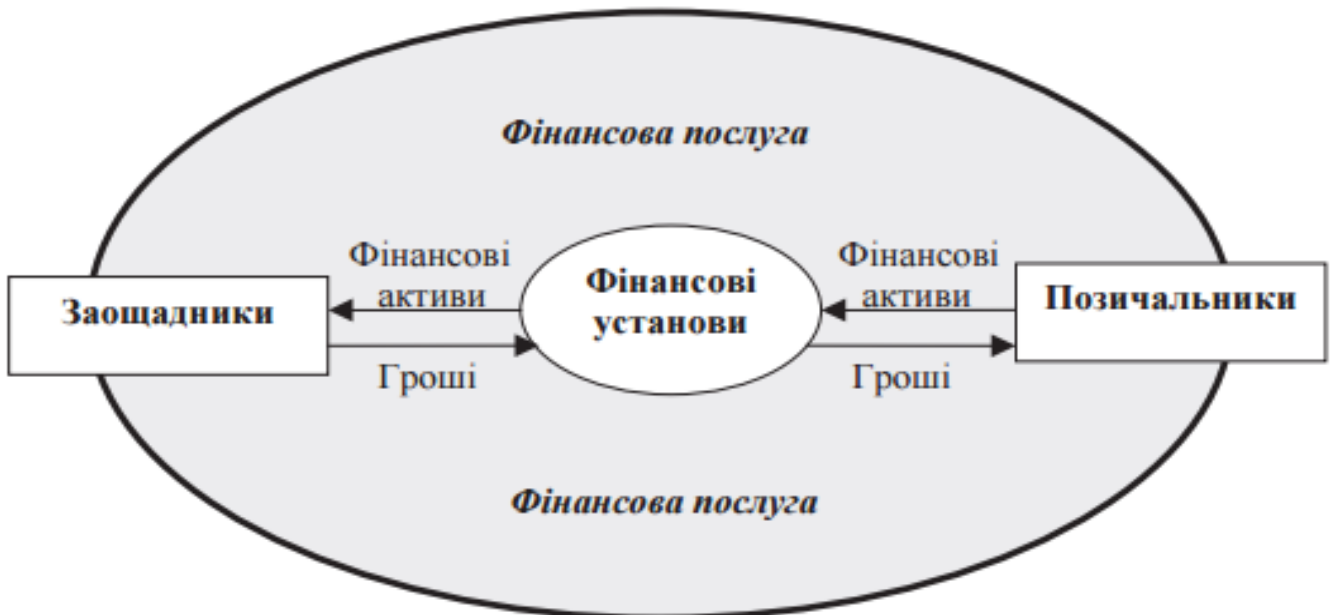 Фінансова послуга
Фінансові
активи
Фінансові
установи
Фінансові
активи
Заощадники
Позичальники
Гроші
Гроші
Фінансова послуга